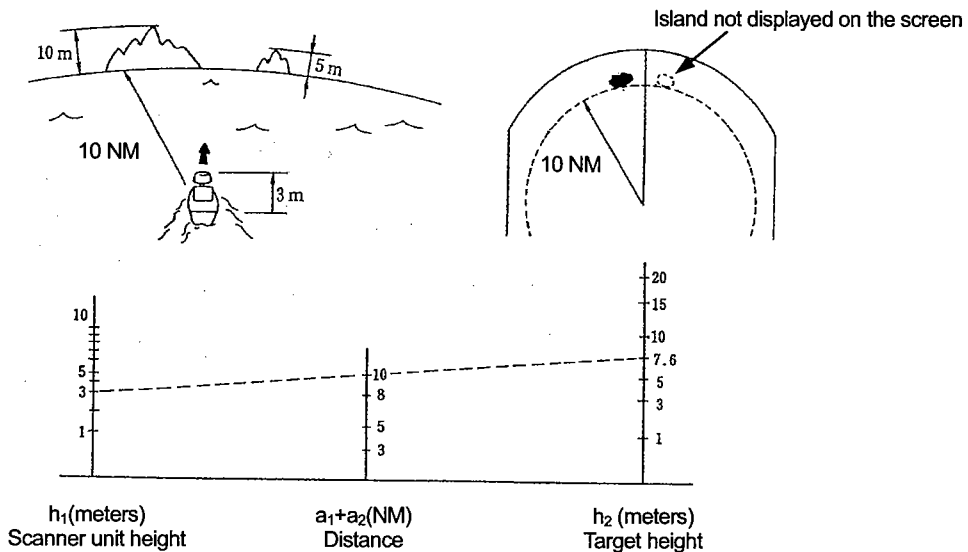 Island not displayed on the screen
10 m
5 m
10 NM
3 m
10 NM
10
5
3
1
10
8
5
3
20
15
10
7.6
5
3
1
h₁(meters)
Scanner unit height
a₁+a₂(NM)
Distance
h₂ (meters)
Target height